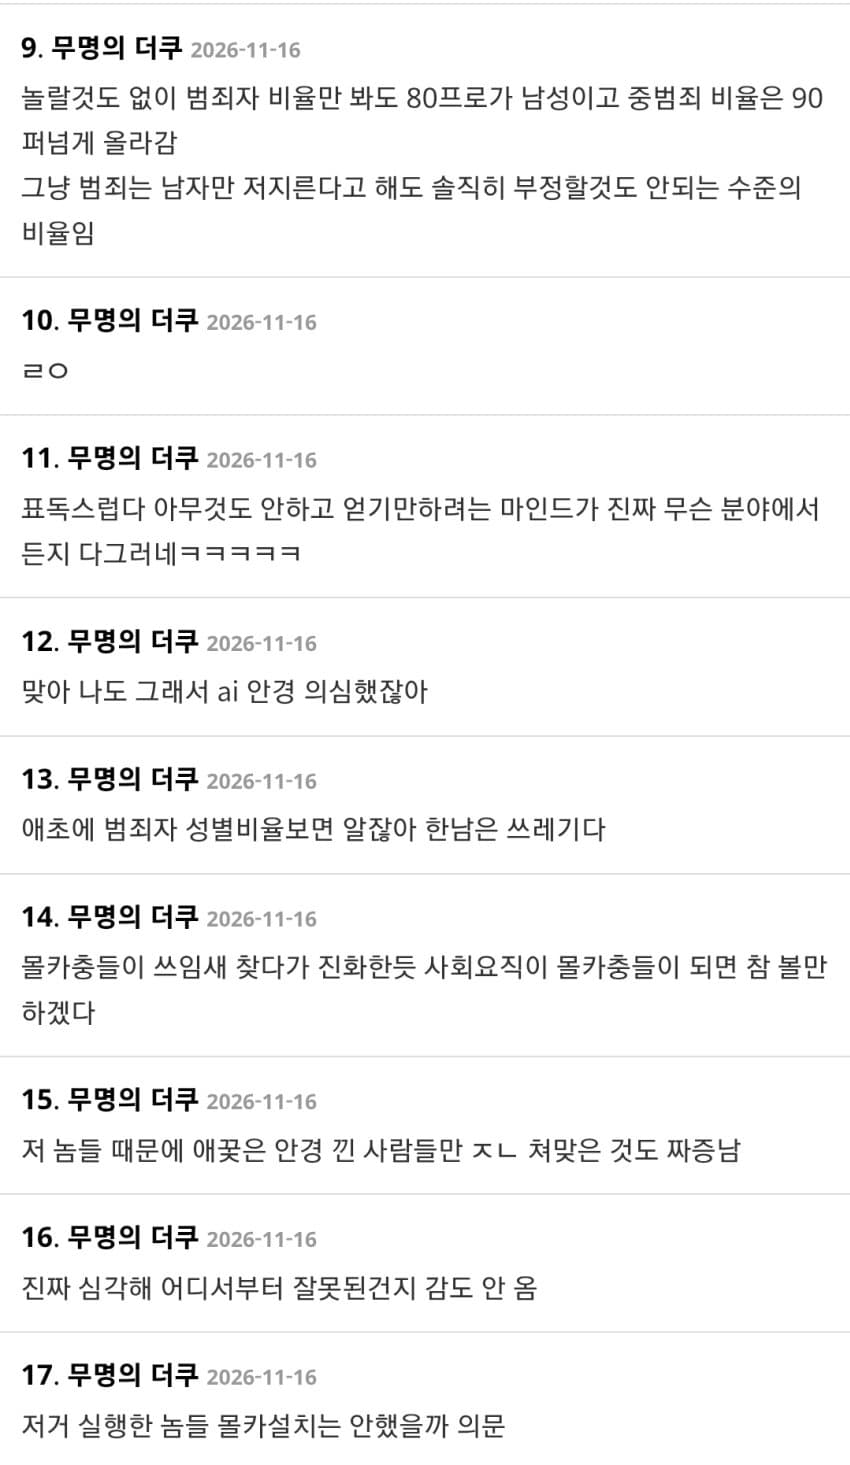 9. 무명의 더쿠 2026-11-16
놀랄것도 없이 범죄자 비율만 봐도 80프로가 남성이고 중범죄 비율은 90
퍼넘게 올라감
그냥 범죄는 남자만 저지른다고 해도 솔직히 부정할것도 안되는 수준의
비율임
10. 무명의 더쿠 2026-11-16
ㄹㅇ
11. 무명의 더쿠 2026-11-16
표독스럽다 아무것도 안하고 얻기만하려는 마인드가 진짜 무슨 분야에서
든지 다그러네ㅋㅋㅋㅋㅋ
12. 무명의 더쿠 2026-11-16
맞아 나도 그래서 ai 안경 의심했잖아
13. 무명의 더쿠 2026-11-16
애초에 범죄자 성별비율보면 알잖아 한남은 쓰레기다
14. 무명의 더쿠 2026-11-16
몰카충들이 쓰임새 찾다가 진화한듯 사회요직이 몰카충들이 되면 참 볼만
하겠다
15. 무명의 더쿠 2026-11-16
저 놈들 때문에 애꿎은 안경 낀 사람들만 ㅈㄴ 쳐맞은 것도 짜증남
16. 무명의 더쿠 2026-11-16
진짜 심각해 어디서부터 잘못된건지 감도 안 옴
17. 무명의 더쿠 2026-11-16
저거 실행한 놈들 몰카설치는 안했을까 의문